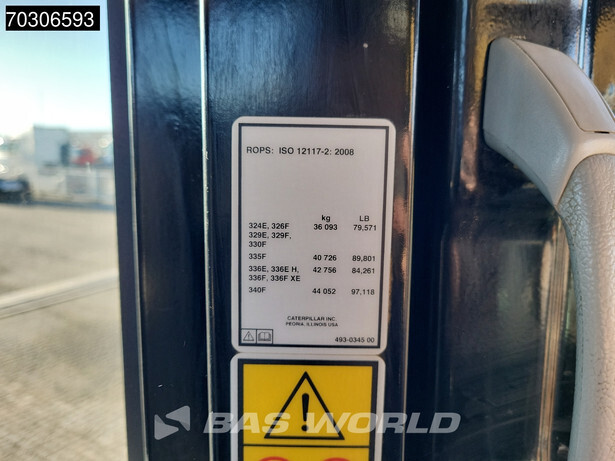 70306593
ROPS: ISO 12117-2: 2008
kg LB
324E, 326F 36 093 79,571
329E, 329F,
330F
335F 40 726 89,801
336E, 336E H, 42 756 84,261
336F, 336F XE
340F 44 052 97,118
CATERPILLAR INC.
PEORIA, ILLINOIS USA
493-0345 00
BAS WORLD